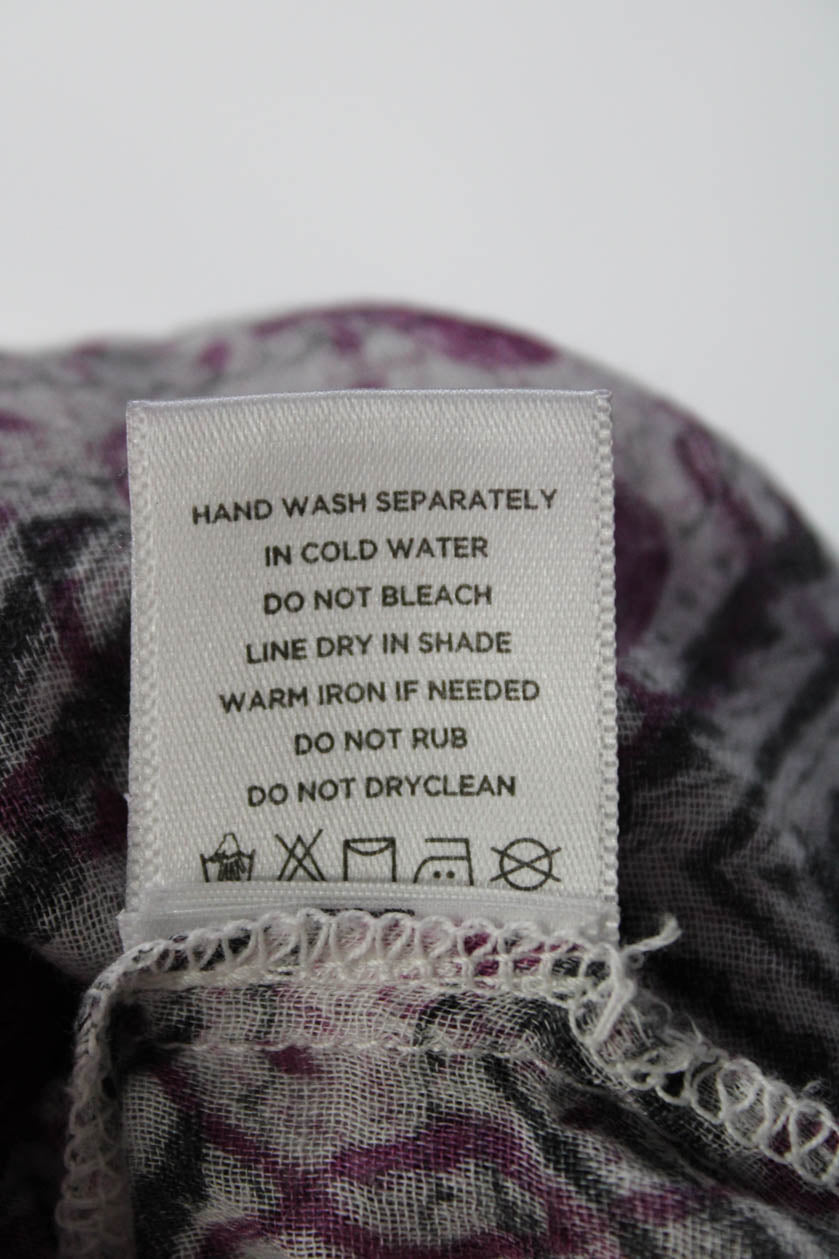 HAND WASH SEPARATELY
IN COLD WATER
DO NOT BLEACH
LINE DRY IN SHADE
WARM IRON IF NEEDED
DO NOT RUB
DO NOT DRYCLEAN